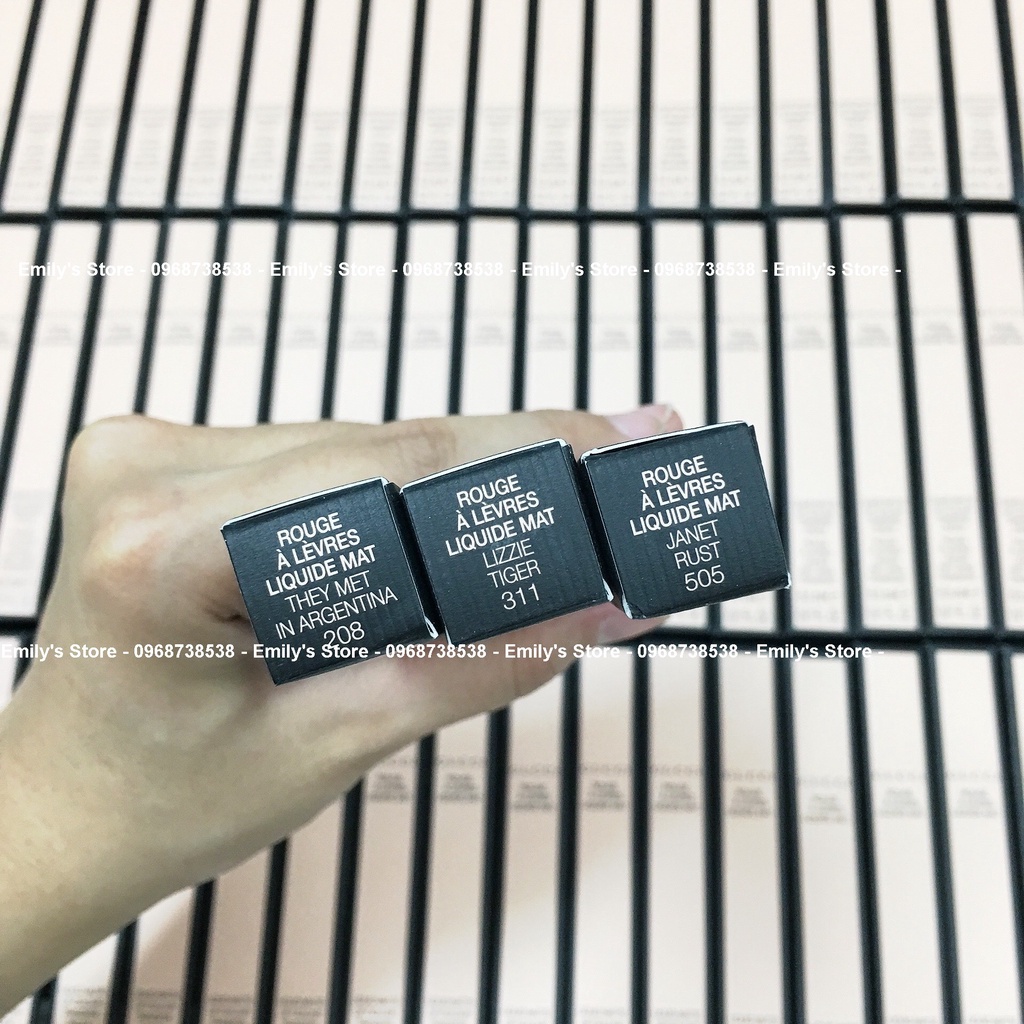 Emily's Store - 0968738538 - Emily's Store - 0968738538 - Emily's Store - 0968738538 - Emily's Store -
ROUGE
À LÈVRES
LIQUIDE MAT
THEY MET
IN ARGENTINA
208
ROUGE
À LÈVRES
LIQUIDE MAT
LIZZIE
TIGER
311
ROUGE
À LÈVRES
LIQUIDE MAT
JANET
RUST
505
Emily's Store - 0968738538 - Emily's Store - 0968738538 - Emily's Store - 0968738538 - Emily's Store -